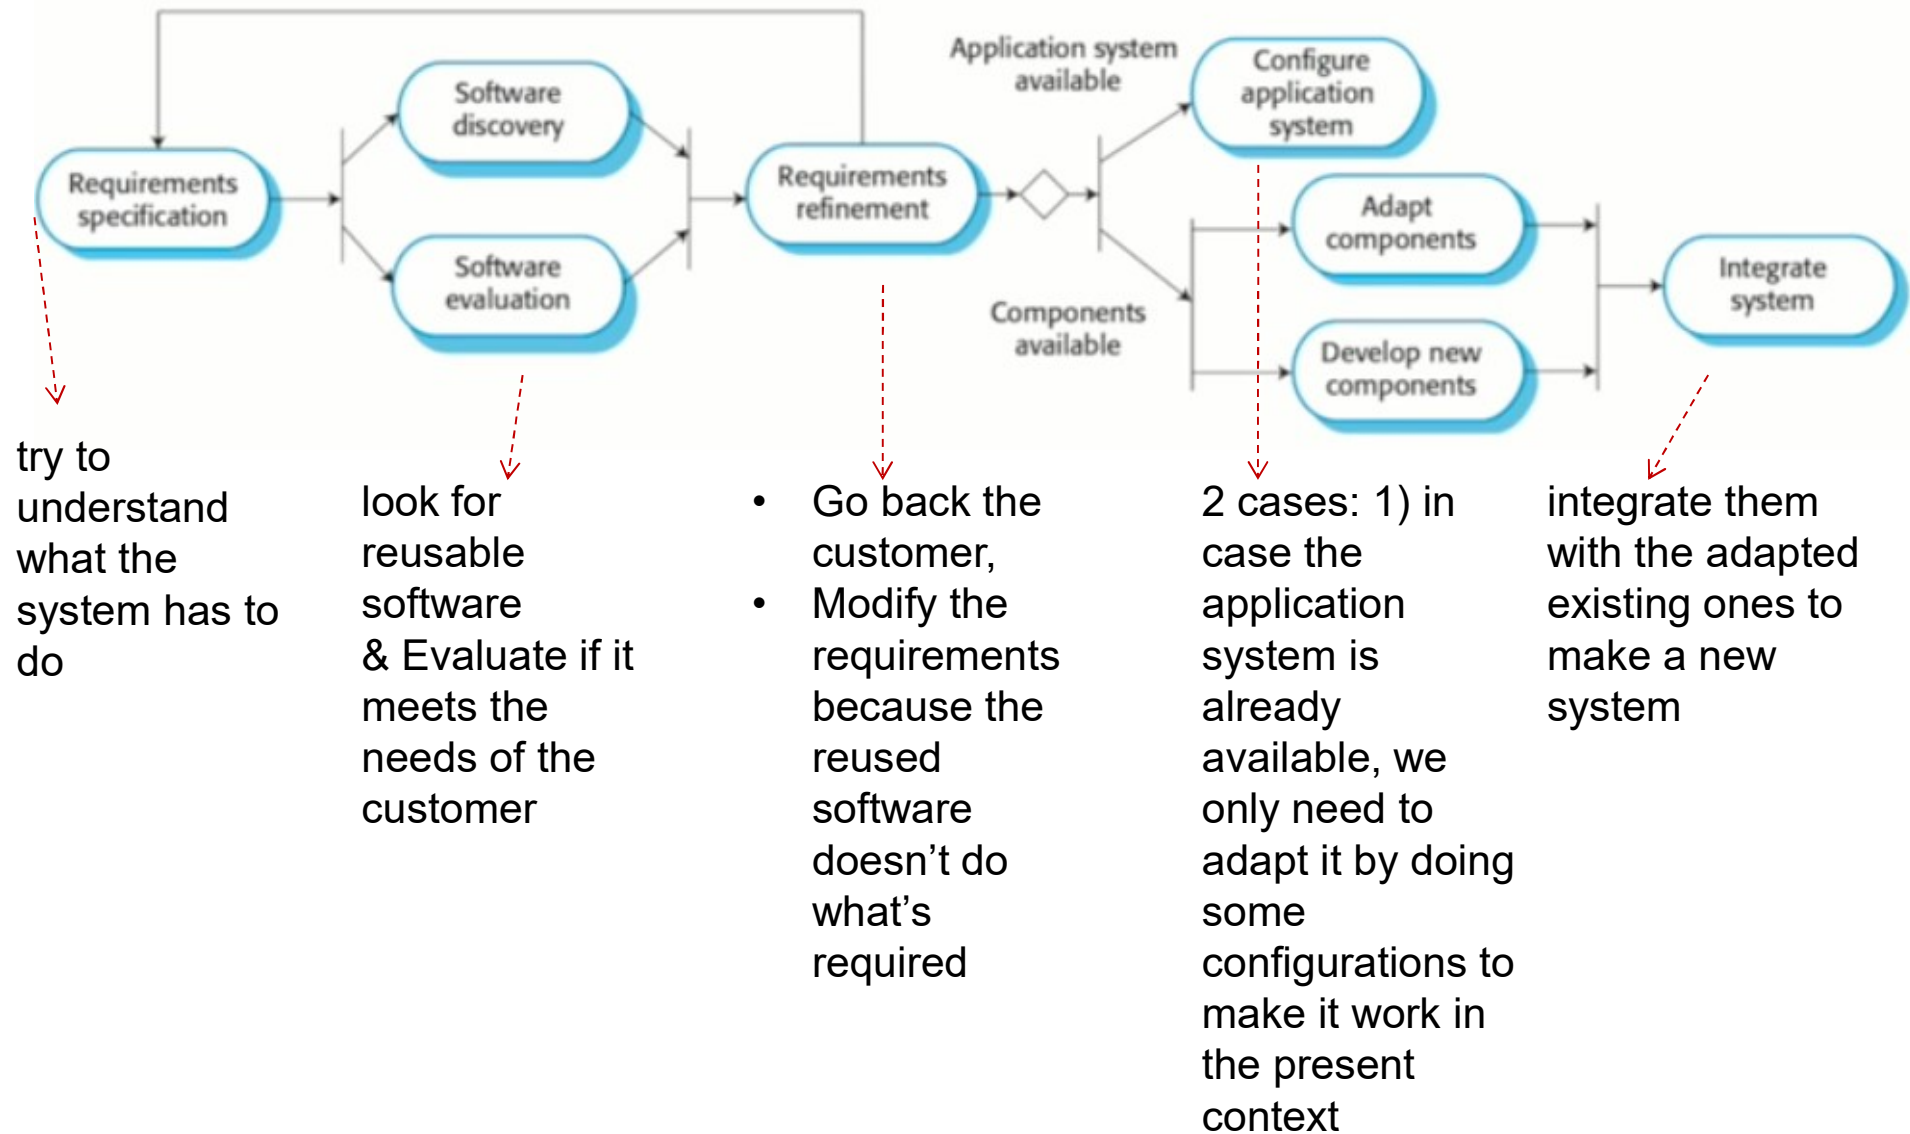 Requirements
specification
Software
discovery
Software
evaluation
Requirements
refinement
Application system
available
Configure
application
system
Components
available
Adapt
components
Develop new
components
Integrate
system
try to
understand
what the
system has to
do
look for
reusable
software
& Evaluate if it
meets the
needs of the
customer
• Go back the
customer,
• Modify the
requirements
because the
reused
software
doesn’t do
what’s
required
2 cases: 1) in
case the
application
system is
already
available, we
only need to
adapt it by doing
some
configurations to
make it work in
the present
context
integrate them
with the adapted
existing ones to
make a new
system